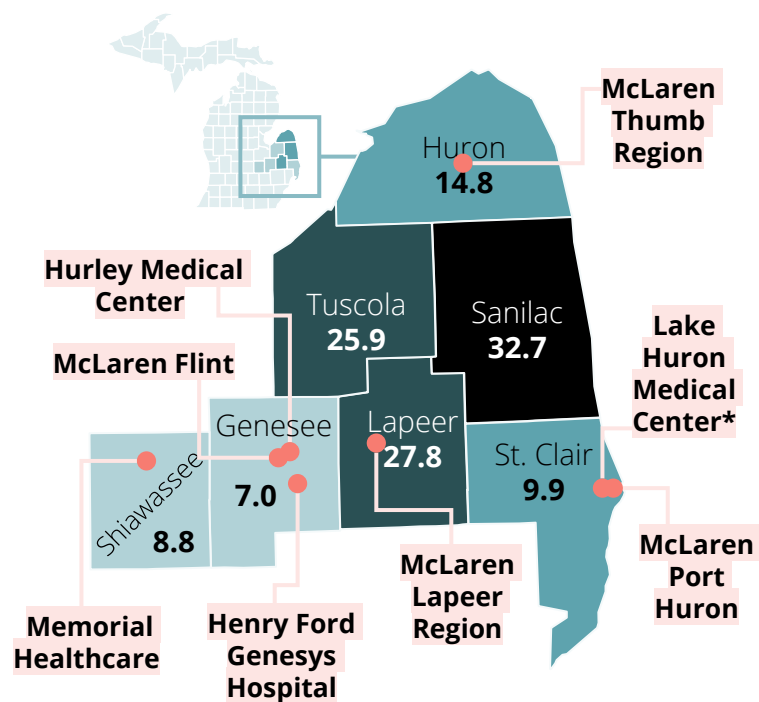 McLaren
Thumb
Region
Huron
14.8
Hurley Medical
Center
Tuscola
25.9
Sanilac
32.7
Lake
Huron
Medical
Center*
McLaren Flint
Genesee
7.0
Lapeer
27.8
St. Clair
9.9
Shiawassee
8.8
McLaren
Port
Huron
McLaren
Lapeer
Region
Memorial
Healthcare
Henry Ford
Genesys
Hospital